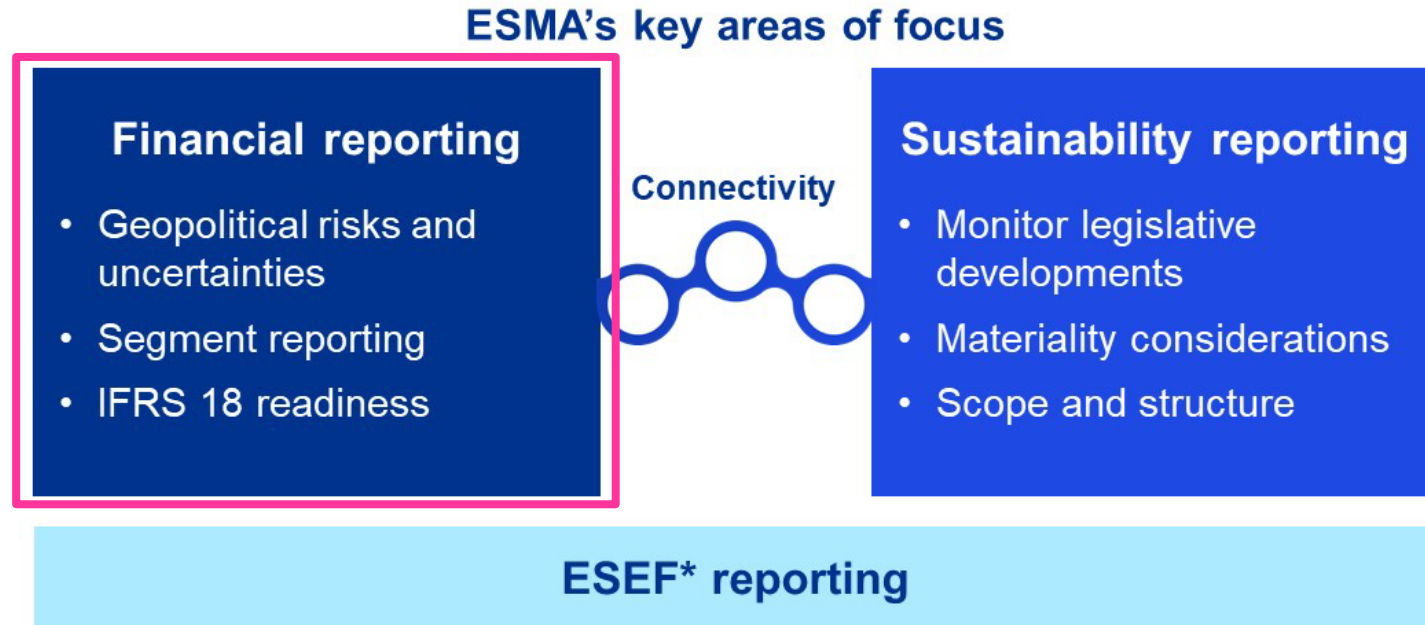 ESMA's key areas of focus
Financial reporting
• Geopolitical risks and
uncertainties
• Segment reporting
• IFRS 18 readiness
Connectivity
Sustainability reporting
• Monitor legislative
developments
• Materiality considerations
• Scope and structure
ESEF* reporting